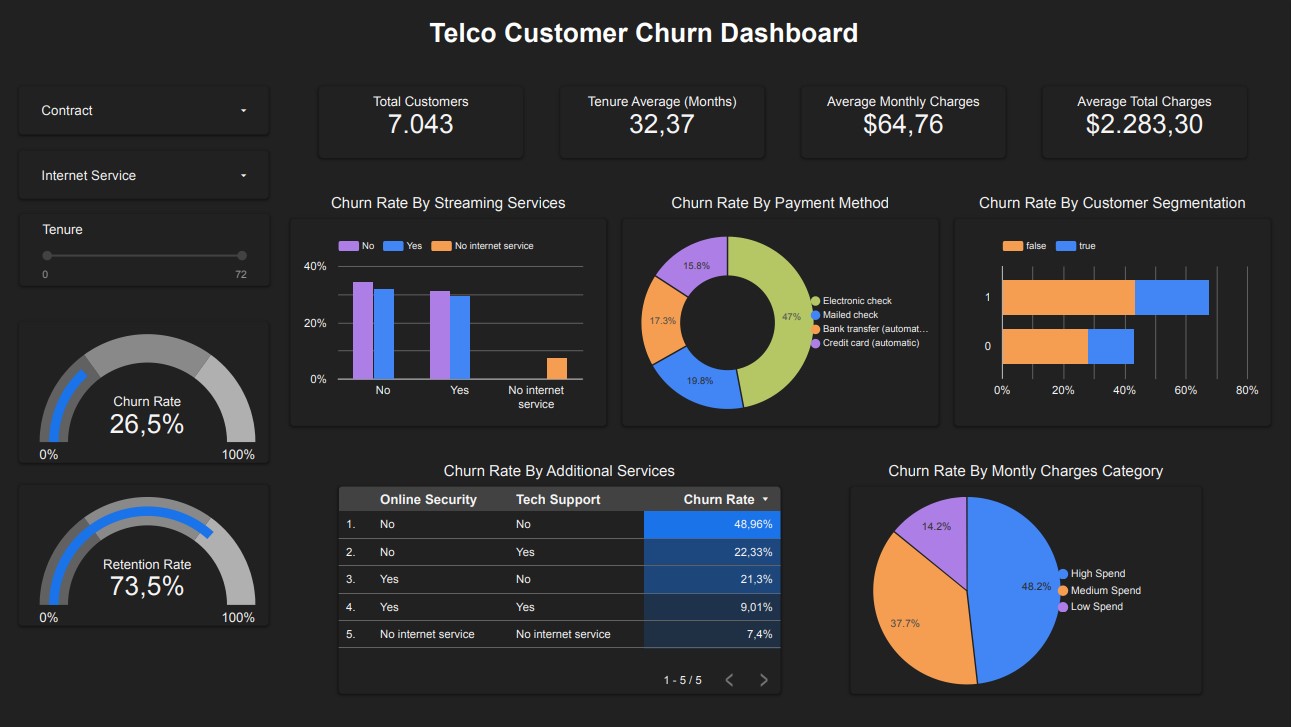 Telco Customer Churn Dashboard
Contract
Internet Service
Tenure
0 72
Churn Rate
26,5%
0% 100%
Retention Rate
73,5%
0% 100%
Total Customers
7.043
Tenure Average (Months)
32,37
Average Monthly Charges
$64,76
Average Total Charges
$2.283,30
Churn Rate By Streaming Services
No Yes No internet service
40%
20%
0%
No Yes No internet
service
Churn Rate By Payment Method
15.8%
17.3%
47%
19.8%
Electronic check
Mailed check
Bank transfer (automat...
Credit card (automatic)
Churn Rate By Customer Segmentation
false true
1
0
0% 20% 40% 60% 80%
Churn Rate By Additional Services
Online Security Tech Support Churn Rate
1. No No 48,96%
2. No Yes 22,33%
3. Yes No 21,3%
4. Yes Yes 9,01%
5. No internet service No internet service 7,4%
1 - 5 / 5
Churn Rate By Montly Charges Category
14.2%
48.2%
37.7%
High Spend
Medium Spend
Low Spend